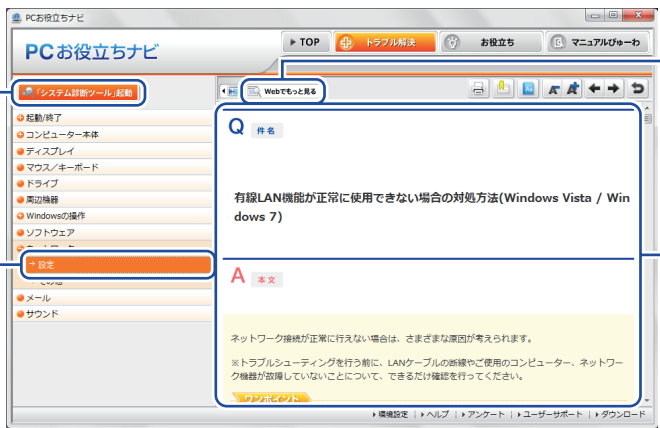 PCお役立ちナビ
PCお役立ちナビ
TOP
トラブル解決
お役立ち
マニュアルびゅーわ
「システム診断ツール」起動
Webでもっと見る
起動/終了
コンピューター本体
ディスプレイ
マウス/キーボード
ドライブ
周辺機器
Windowsの操作
ソフトウェア
設定
メール
サウンド
Q 件名
有線LAN機能が正常に使用できない場合の対処方法(Windows Vista / Win
dows 7)
A 本文
ネットワーク接続が正常に行えない場合は、さまざまな原因が考えられます。
※トラブルシューティングを行う前に、LANケーブルの断線やご使用のコンピューター、ネットワー
ク機器が故障していないことについて、できるだけ確認を行ってください。
ワンポイント
環境設定 | ヘルプ | アンケート | ユーザーサポート | ダウンロード